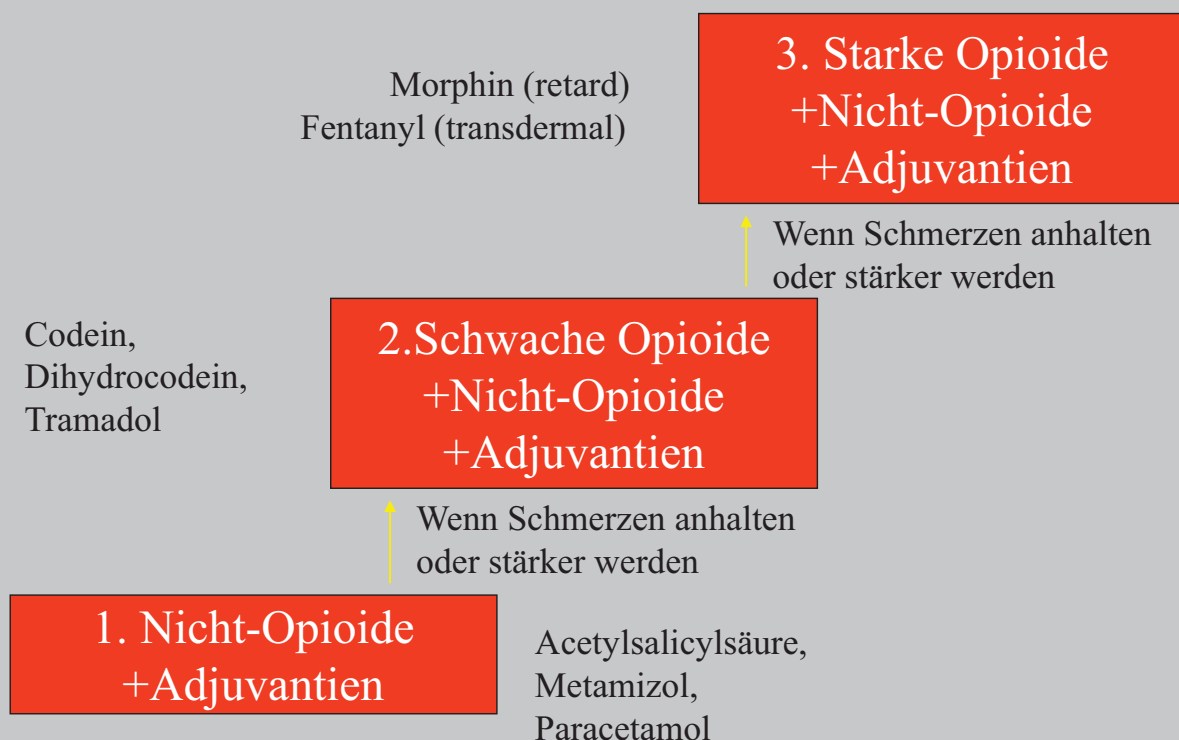 Morphin (retard)
Fentanyl (transdermal)
3. Starke Opioide
+Nicht-Opioide
+Adjuvantien
Wenn Schmerzen anhalten
oder stärker werden
Codein,
Dihydrocodein,
Tramadol
2.Schwache Opioide
+Nicht-Opioide
+Adjuvantien
Wenn Schmerzen anhalten
oder stärker werden
1. Nicht-Opioide
+Adjuvantien
Acetylsalicylsäure,
Metamizol,
Paracetamol